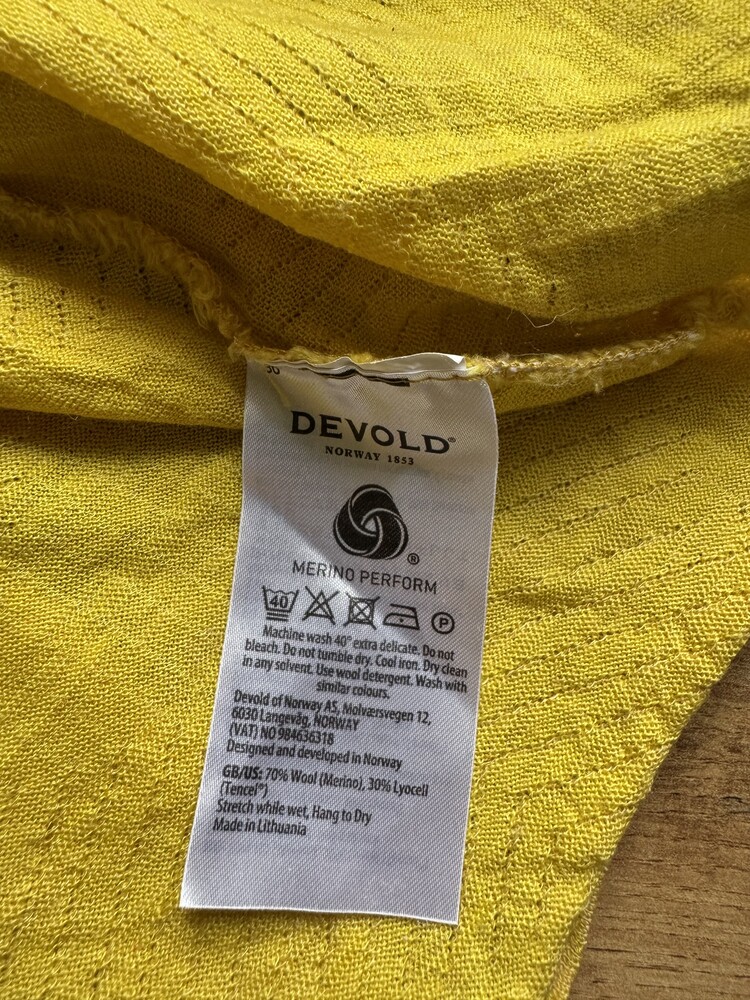 30
DEVOLD®
NORWAY 1853
®
MERINO PERFORM
40
P
Machine wash 40° extra delicate. Do not
bleach. Do not tumble dry. Cool iron. Dry clean
in any solvent. Use wool detergent. Wash with
similar colours.
Devold of Norway AS, Molværsvegen 12,
6030 Langevåg, NORWAY
(VAT) NO 984636318
Designed and developed in Norway
GB/US: 70% Wool (Merino), 30% Lyocell
(Tencel®)
Stretch while wet, Hang to Dry
Made in Lithuania